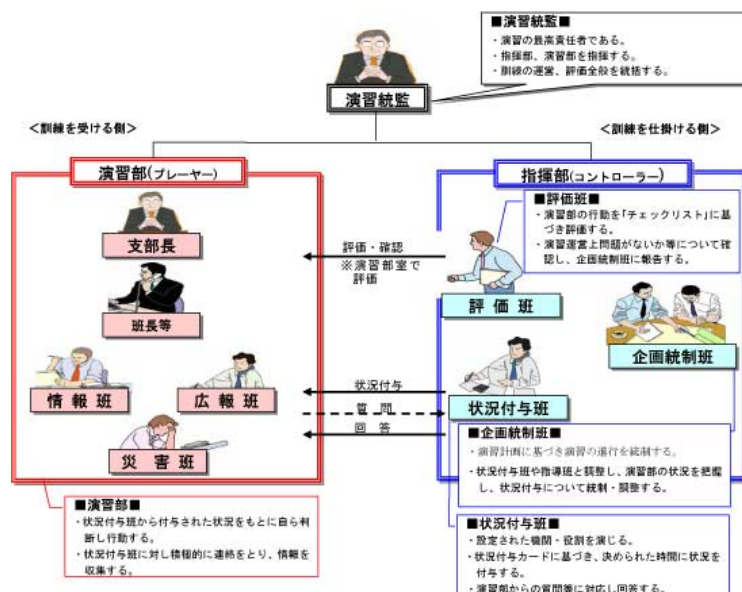 ■演習統監■
・演習の最高責任者である。
・指揮部、演習部を指揮する。
・訓練の運営、評価全般を統括する。
演習統監
＜訓練を受ける側＞
＜訓練を仕掛ける側＞
演習部(プレーヤー)
指揮部(コントローラー)
支部長
班長等
情報班
広報班
災害班
評価・確認
※演習部室で
評価
状況付与
質問
回答
■評価班■
・演習部の行動を「チェックリスト」に基
づき評価する。
・演習運営上問題がないか等について確
認し、企画統制班に報告する。
評価班
企画統制班
状況付与班
■企画統制班■
・演習計画に基づき演習の進行を統制する。
・状況付与班や指導班と調整し、演習部の状況を把握
し、状況付与について統制・調整する。
■演習部■
・状況付与班から付与された状況をもとに自ら判
断し行動する。
・状況付与班に対し積極的に連絡をとり、情報を
収集する。
■状況付与班■
・設定された機関・役割を演じる。
・状況付与カードに基づき、決められた時間に状況を
付与する。
・演習部からの質問等に対応し回答する。